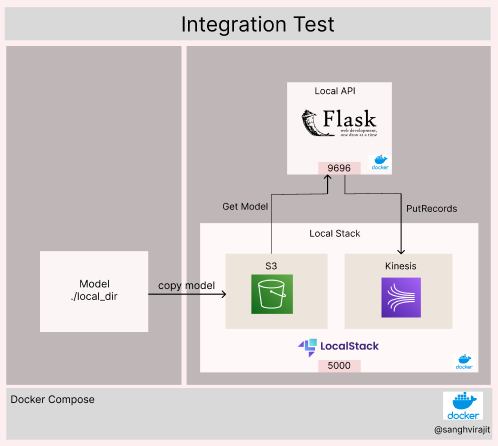 Integration Test
Local API
Flask
web development,
one drop at a time
9696
docker
Get Model
PutRecords
Local Stack
S3
Kinesis
Model
./local_dir
copy model
LocalStack
5000
docker
Docker Compose
docker
@sanghvirajit